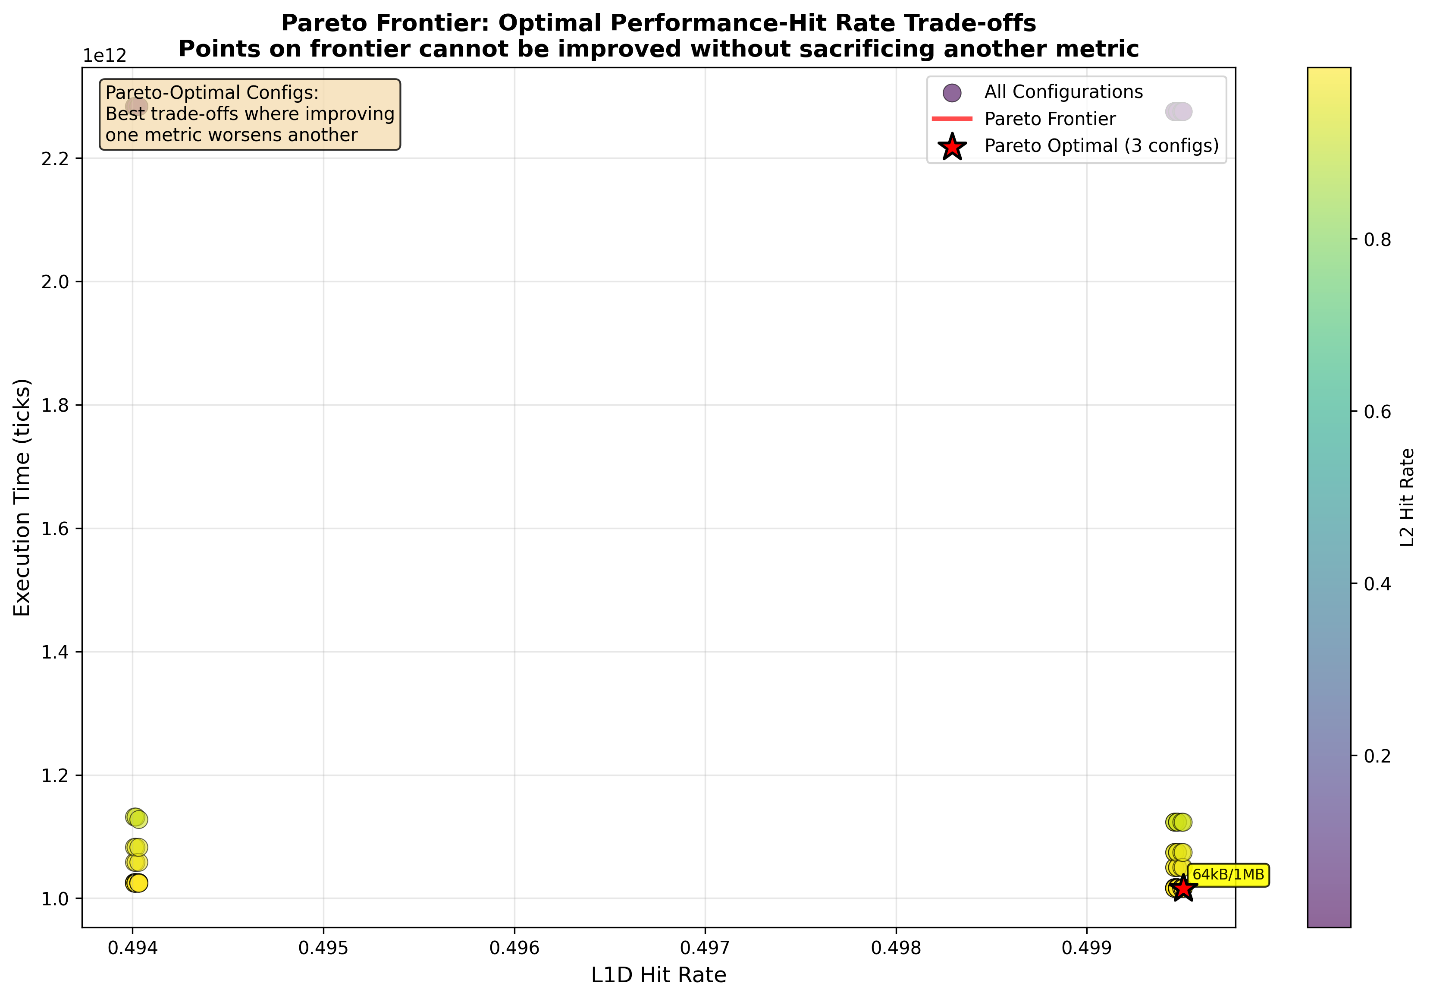 Pareto Frontier: Optimal Performance-Hit Rate Trade-offs
Points on frontier cannot be improved without sacrificing another metric
1e12
Pareto-Optimal Configs:
Best trade-offs where improving
one metric worsens another
All Configurations
Pareto Frontier
Pareto Optimal (3 configs)
2.2
2.0
1.8
1.6
1.4
1.2
1.0
Execution Time (ticks)
64kB/1MB
0.494
0.495
0.496
0.497
0.498
0.499
L1D Hit Rate
0.8
0.6
0.4
0.2
L2 Hit Rate